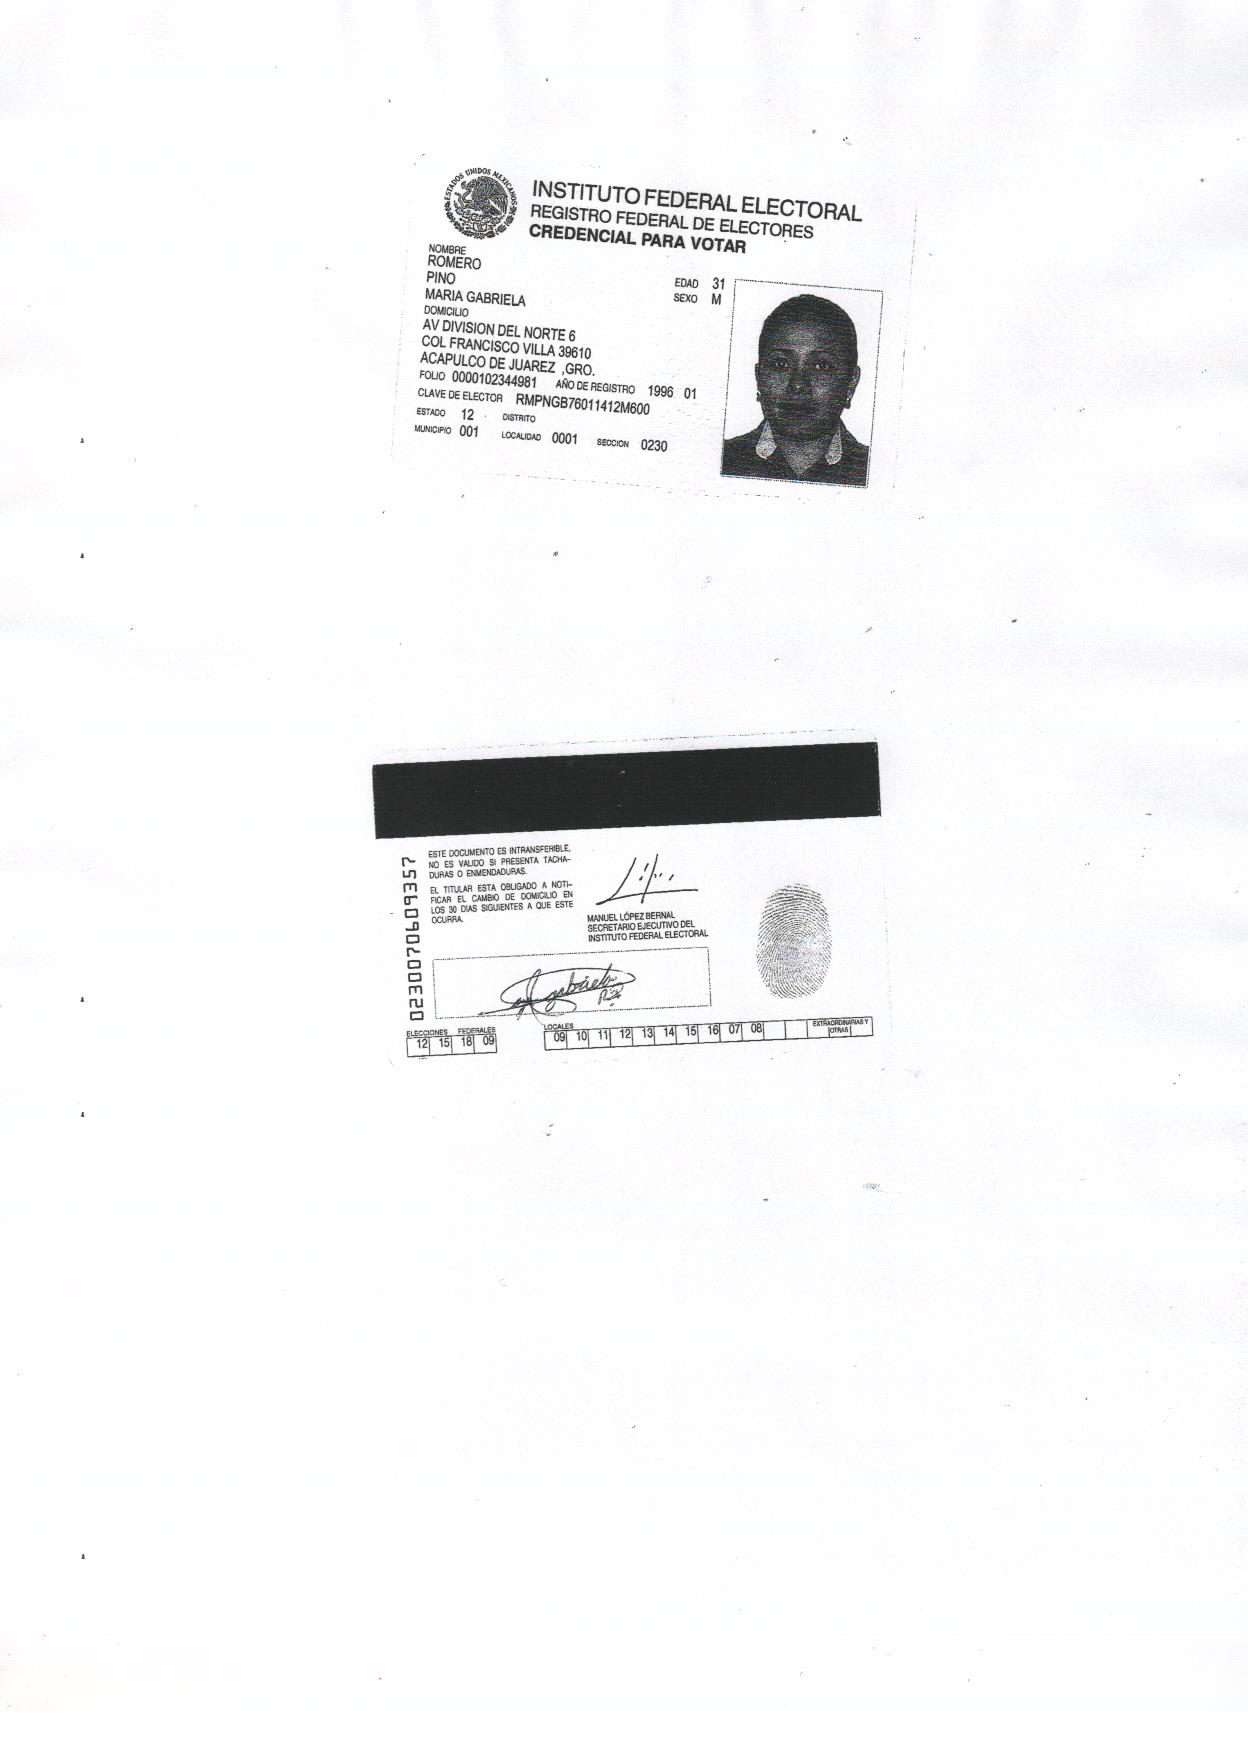 ESTADOS UNIDOS MEXICANOS
INSTITUTO FEDERAL ELECTORAL
REGISTRO FEDERAL DE ELECTORES
CREDENCIAL PARA VOTAR
NOMBRE
ROMERO
PINO
MARIA GABRIELA
EDAD 31
SEXO M
DOMICILIO
AV DIVISION DEL NORTE 6
COL FRANCISCO VILLA 39610
ACAPULCO DE JUAREZ ,GRO.
FOLIO 0000102344981 AÑO DE REGISTRO 1996 01
CLAVE DE ELECTOR RMPNGB76011412M600
ESTADO 12 DISTRITO
MUNICIPIO 001 LOCALIDAD 0001 SECCION 0230
ESTE DOCUMENTO ES INTRANSFERIBLE,
NO ES VALIDO SI PRESENTA TACHA-
DURAS O ENMENDADURAS.
EL TITULAR ESTA OBLIGADO A NOTI-
FICAR EL CAMBIO DE DOMICILIO EN
LOS 30 DIAS SIGUIENTES A QUE ESTE
OCURRA.
MANUEL LÓPEZ BERNAL
SECRETARIO EJECUTIVO DEL
INSTITUTO FEDERAL ELECTORAL
gabriela
ELECCIONES FEDERALES
12 15 18 09
LOCALES
09 10 11 12 13 14 15 16 07 08
EXTRAORDINARIAS Y
OTRAS